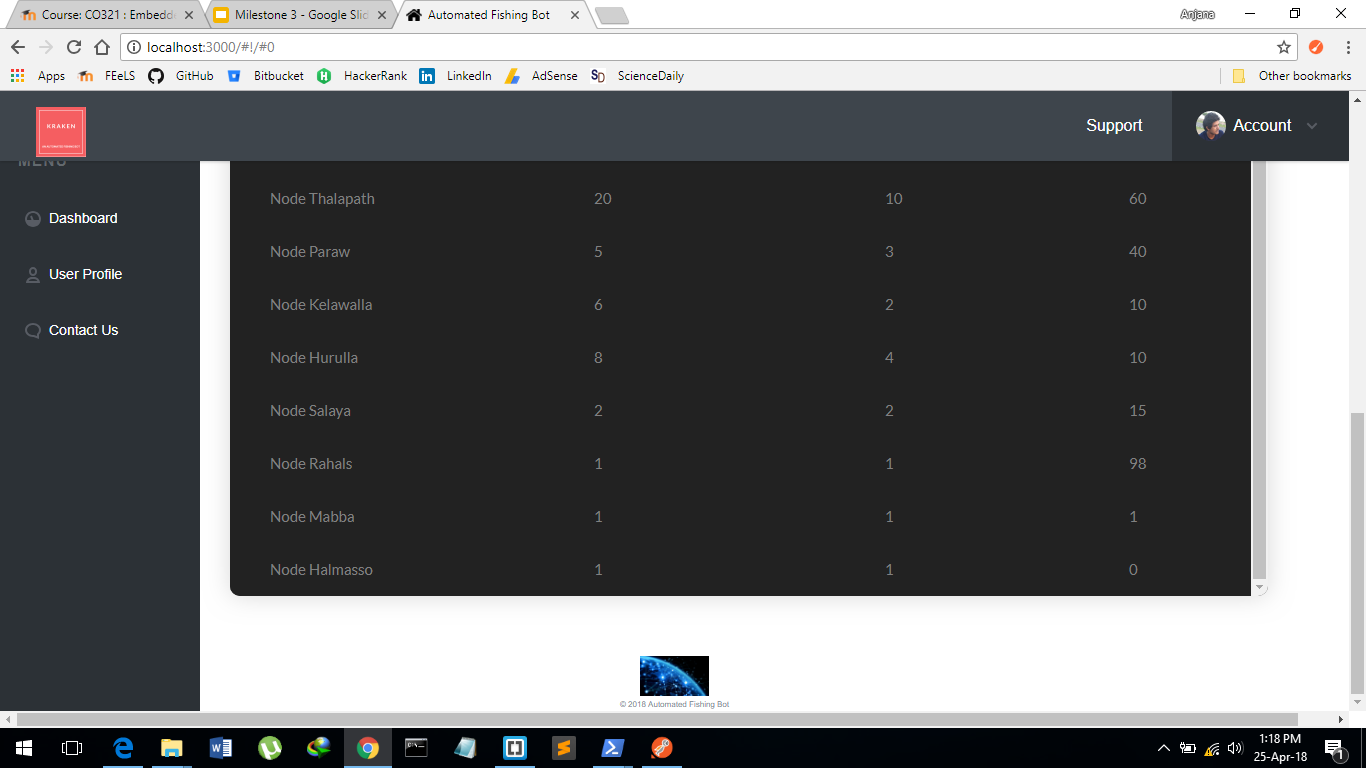 Course: CO321 : Embedd
Milestone 3 - Google Slid
Automated Fishing Bot
Anjana
localhost:3000/#!/#0
Apps
FEeLS
GitHub
Bitbucket
HackerRank
LinkedIn
AdSense
SD
ScienceDaily
Other bookmarks
KRAKEN
Support
Account
MENU
Dashboard
User Profile
Contact Us
Node Thalapath 20 10 60
Node Paraw 5 3 40
Node Kelawalla 6 2 10
Node Hurulla 8 4 10
Node Salaya 2 2 15
Node Rahals 1 1 98
Node Mabba 1 1 1
Node Halmasso 1 1 0
© 2018 Automated Fishing Bot
1:18 PM
25-Apr-18
1